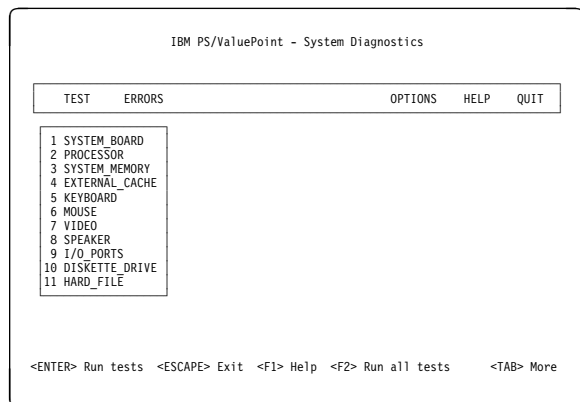 IBM PS/ValuePoint - System Diagnostics
TEST ERRORS OPTIONS HELP QUIT
1 SYSTEM_BOARD
2 PROCESSOR
3 SYSTEM_MEMORY
4 EXTERNAL_CACHE
5 KEYBOARD
6 MOUSE
7 VIDEO
8 SPEAKER
9 I/O_PORTS
10 DISKETTE_DRIVE
11 HARD_FILE
<ENTER> Run tests <ESCAPE> Exit <F1> Help <F2> Run all tests <TAB> More